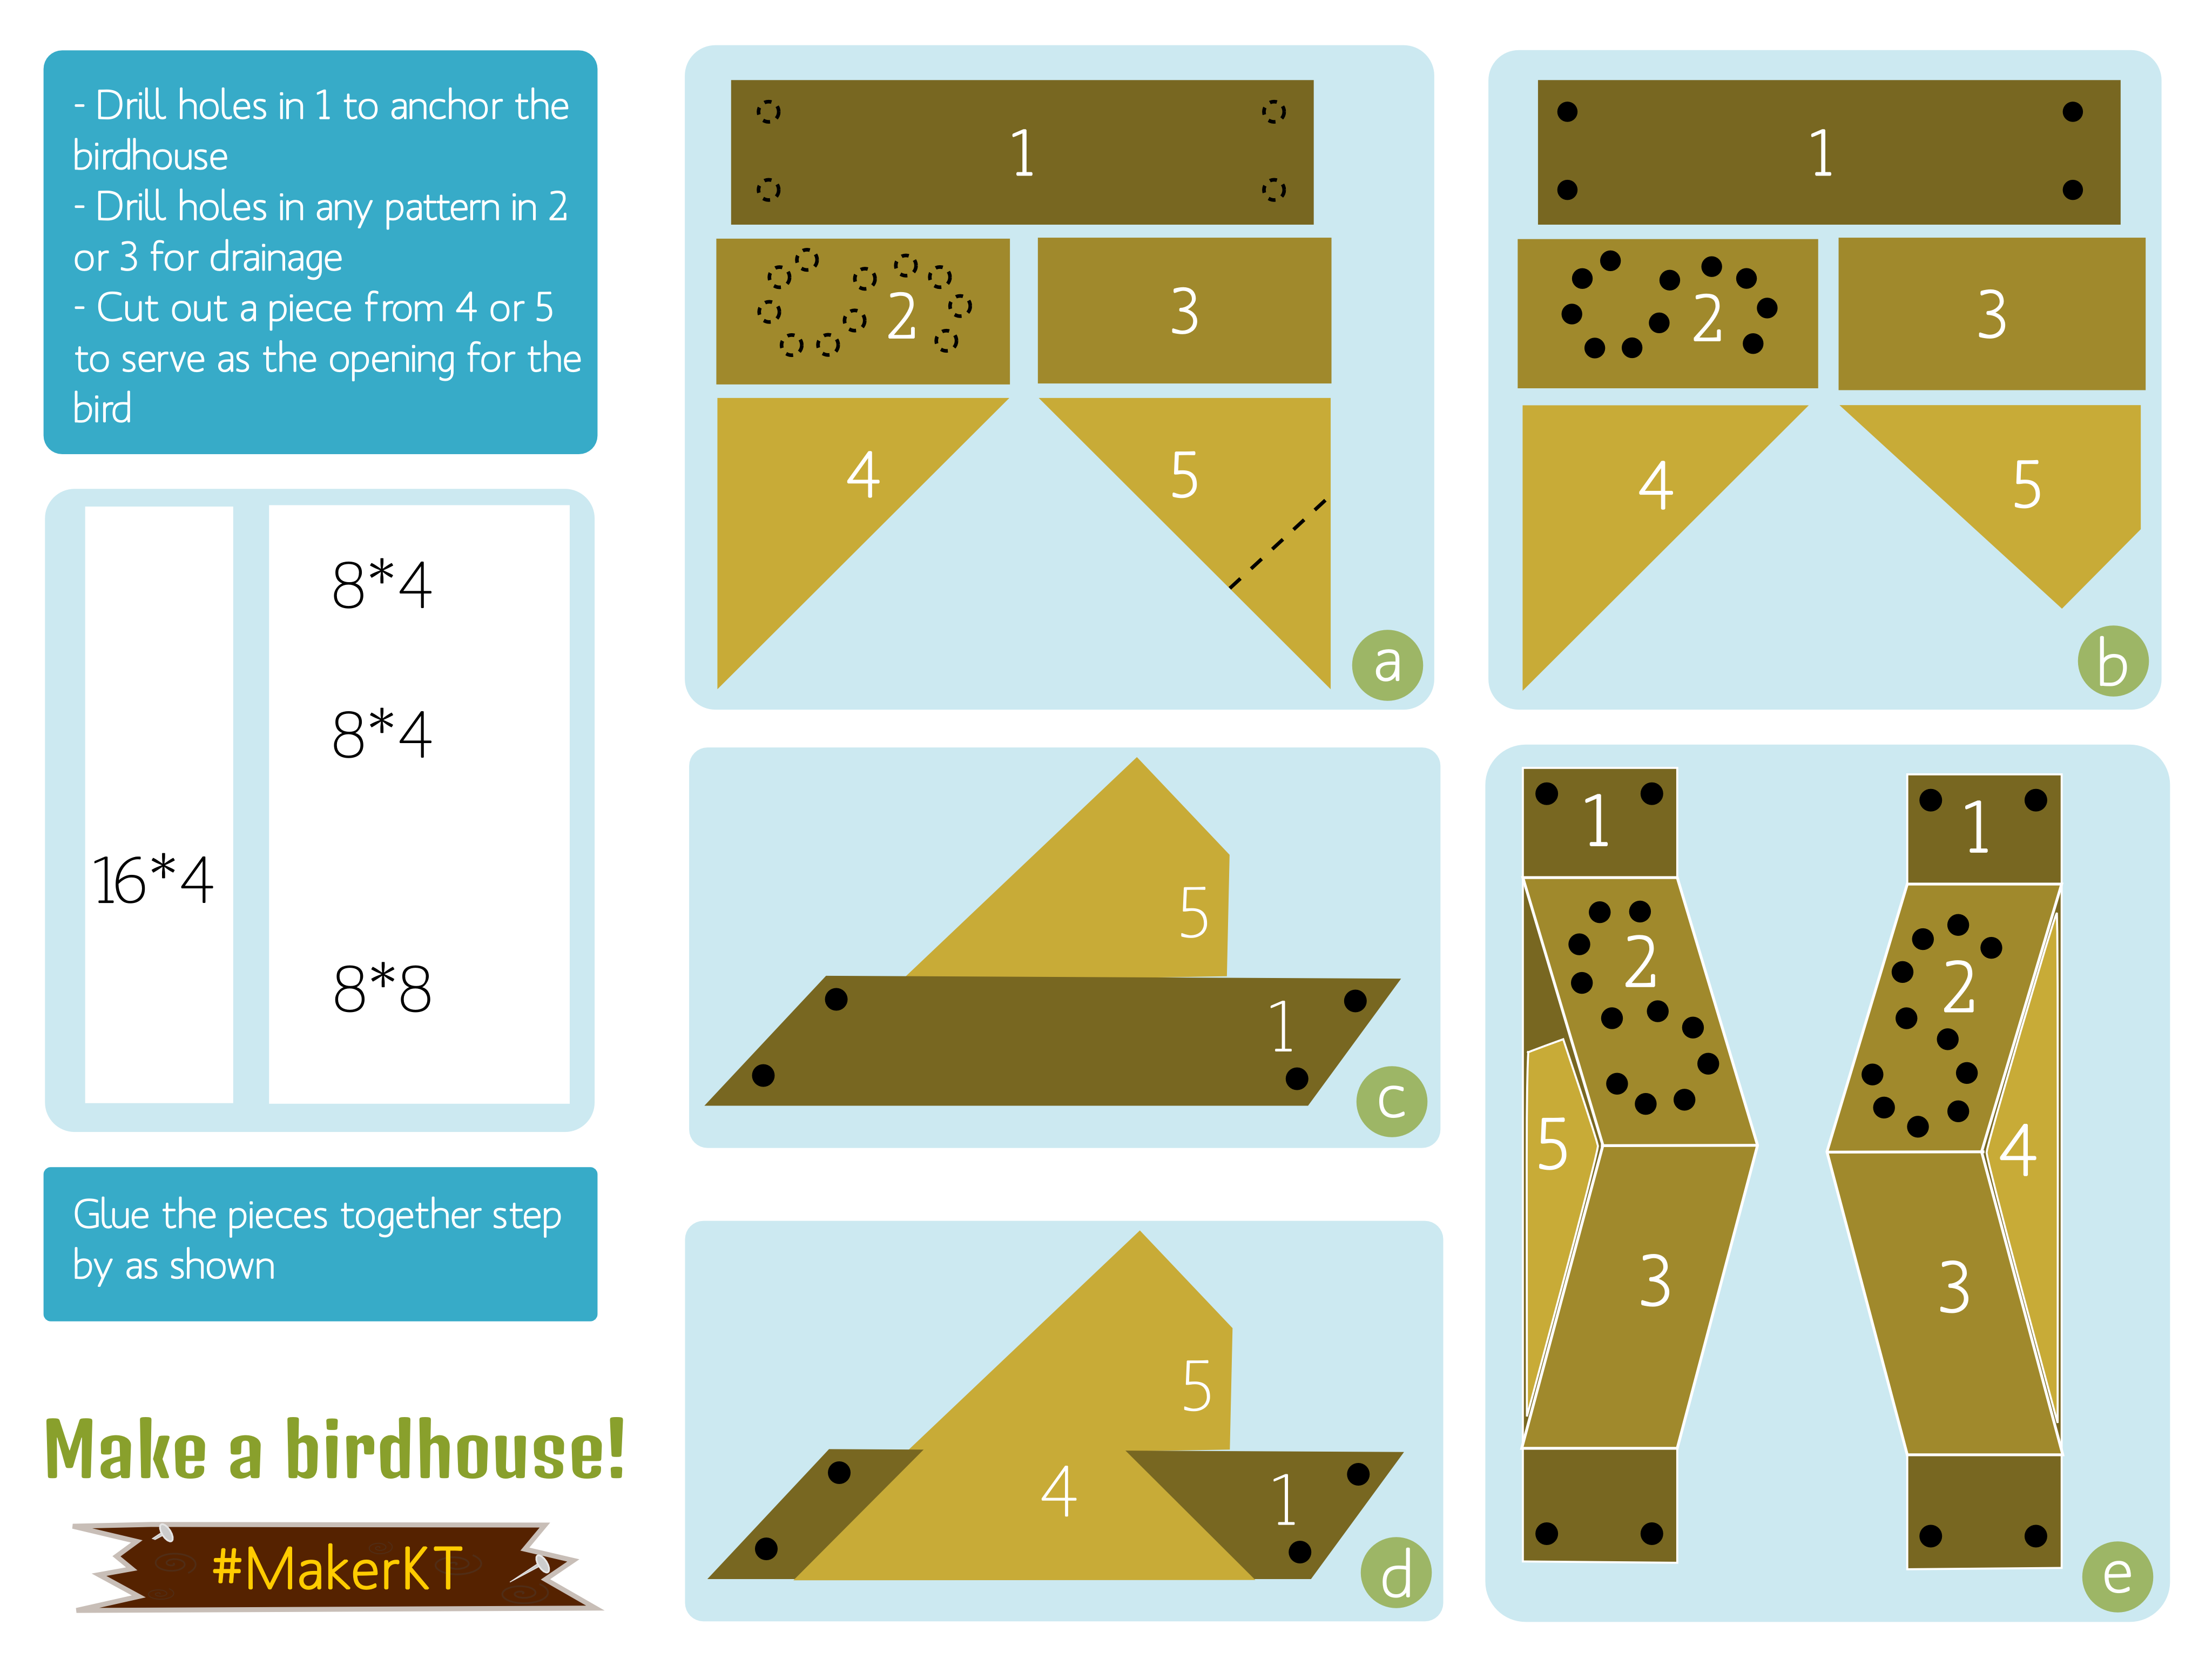 - Drill holes in 1 to anchor the
birdhouse
- Drill holes in any pattern in 2
or 3 for drainage
- Cut out a piece from 4 or 5
to serve as the opening for the
bird
8*4
8*4
16*4
8*8
Glue the pieces together step
by as shown
Make a birdhouse!
#MakerKT
1
2
3
4
5
a
1
2
3
4
5
b
5
1
c
5
4
1
d
1
1
2
2
5
4
3
3
e